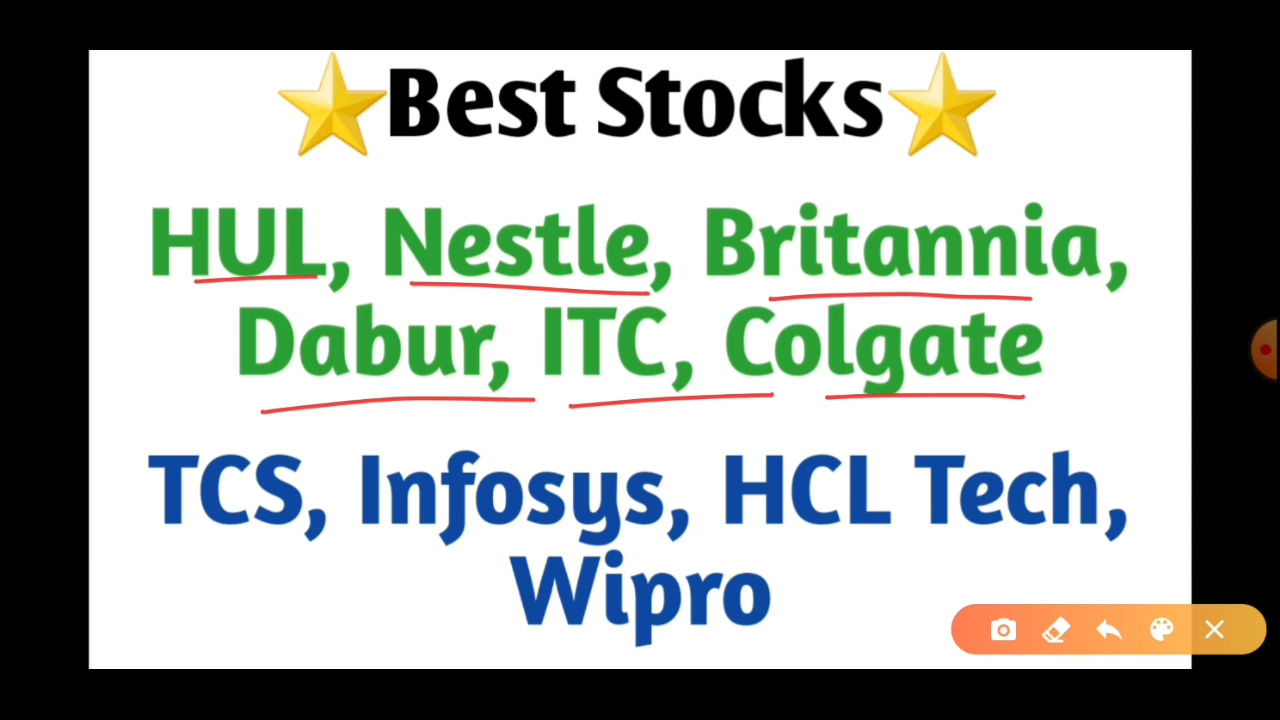 Best Stocks
HUL, Nestle, Britannia,
Dabur, ITC, Colgate
TCS, Infosys, HCL Tech,
Wipro